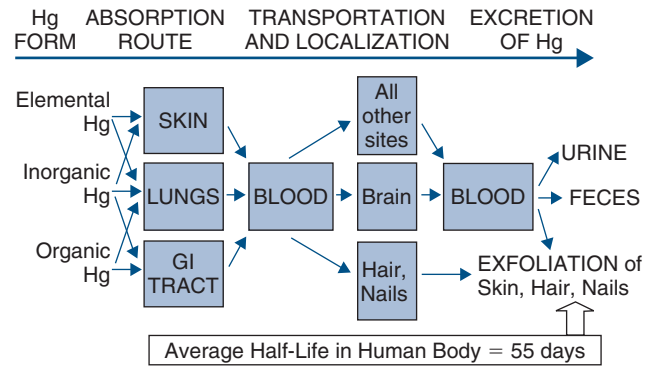 Hg FORM
ABSORPTION ROUTE
TRANSPORTATION AND LOCALIZATION
EXCRETION OF Hg
Elemental Hg
Inorganic Hg
Organic Hg
SKIN
LUNGS
GI TRACT
BLOOD
All other sites
Brain
Hair, Nails
BLOOD
URINE
FECES
EXFOLIATION of Skin, Hair, Nails
Average Half-Life in Human Body = 55 days